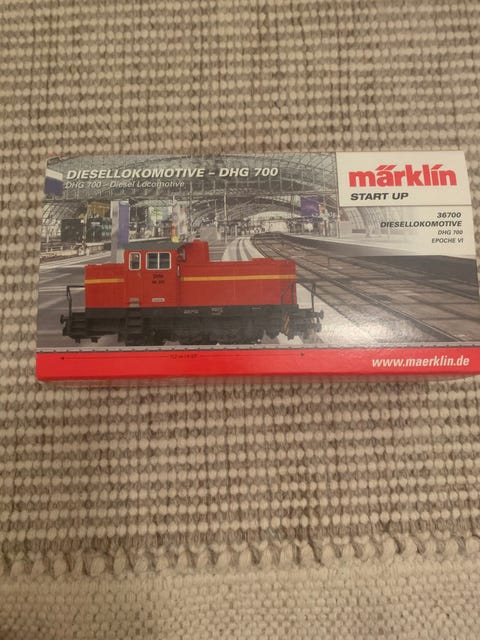 DIESELLOKOMOTIVE - DHG 700
DHG 700 - Diesel Locomotive
märklin
START UP
36700
DIESELLOKOMOTIVE
DHG 700
EPOCHE VI
www.maerklin.de